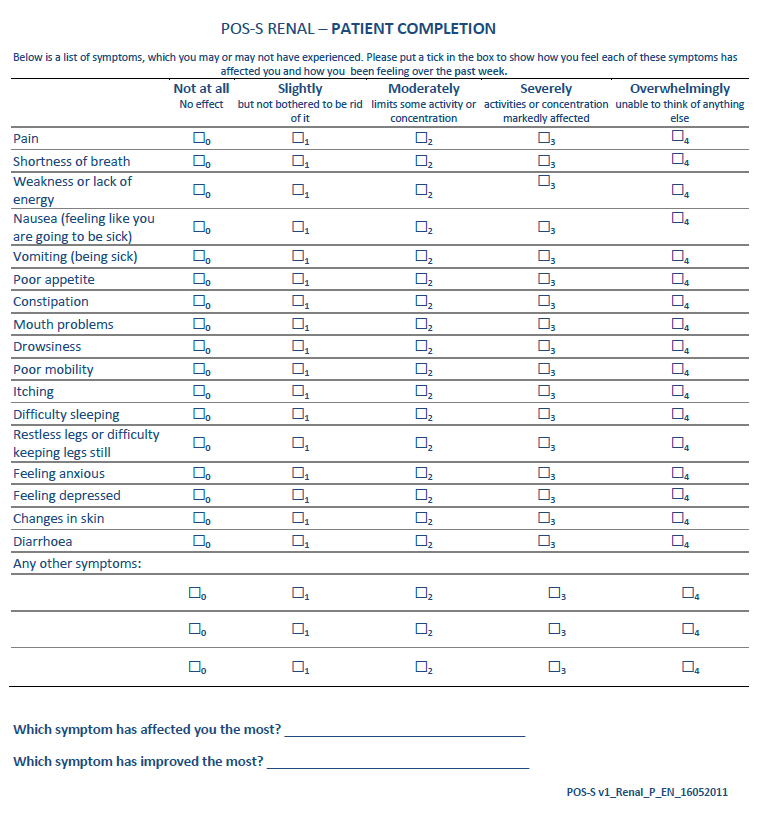 POS-S RENAL – PATIENT COMPLETION
Below is a list of symptoms, which you may or may not have experienced. Please put a tick in the box to show how you feel each of these symptoms has
affected you and how you been feeling over the past week.
Not at all Slightly Moderately Severely Overwhelmingly
No effect but not bothered to be rid limits some activity or activities or concentration unable to think of anything
of it concentration markedly affected else
Pain ☐0 ☐1 ☐2 ☐3 ☐4
Shortness of breath ☐0 ☐1 ☐2 ☐3 ☐4
Weakness or lack of
energy ☐0 ☐1 ☐2 ☐3 ☐4
Nausea (feeling like you
are going to be sick) ☐0 ☐1 ☐2 ☐3 ☐4
Vomiting (being sick) ☐0 ☐1 ☐2 ☐3 ☐4
Poor appetite ☐0 ☐1 ☐2 ☐3 ☐4
Constipation ☐0 ☐1 ☐2 ☐3 ☐4
Mouth problems ☐0 ☐1 ☐2 ☐3 ☐4
Drowsiness ☐0 ☐1 ☐2 ☐3 ☐4
Poor mobility ☐0 ☐1 ☐2 ☐3 ☐4
Itching ☐0 ☐1 ☐2 ☐3 ☐4
Difficulty sleeping ☐0 ☐1 ☐2 ☐3 ☐4
Restless legs or difficulty
keeping legs still ☐0 ☐1 ☐2 ☐3 ☐4
Feeling anxious ☐0 ☐1 ☐2 ☐3 ☐4
Feeling depressed ☐0 ☐1 ☐2 ☐3 ☐4
Changes in skin ☐0 ☐1 ☐2 ☐3 ☐4
Diarrhoea ☐0 ☐1 ☐2 ☐3 ☐4
Any other symptoms:
☐0 ☐1 ☐2 ☐3 ☐4
☐0 ☐1 ☐2 ☐3 ☐4
☐0 ☐1 ☐2 ☐3 ☐4
Which symptom has affected you the most? ______________________________
Which symptom has improved the most? ________________________________
POS-S v1_Renal_P_EN_16052011